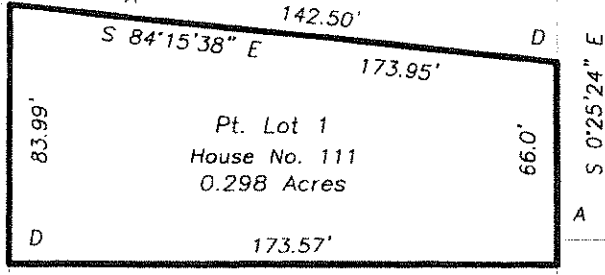 142.50'
S 84°15'38" E
D
173.95'
S 0°25'24" E
83.99'
Pt. Lot 1
House No. 111
0.298 Acres
66.0'
A
D
173.57'